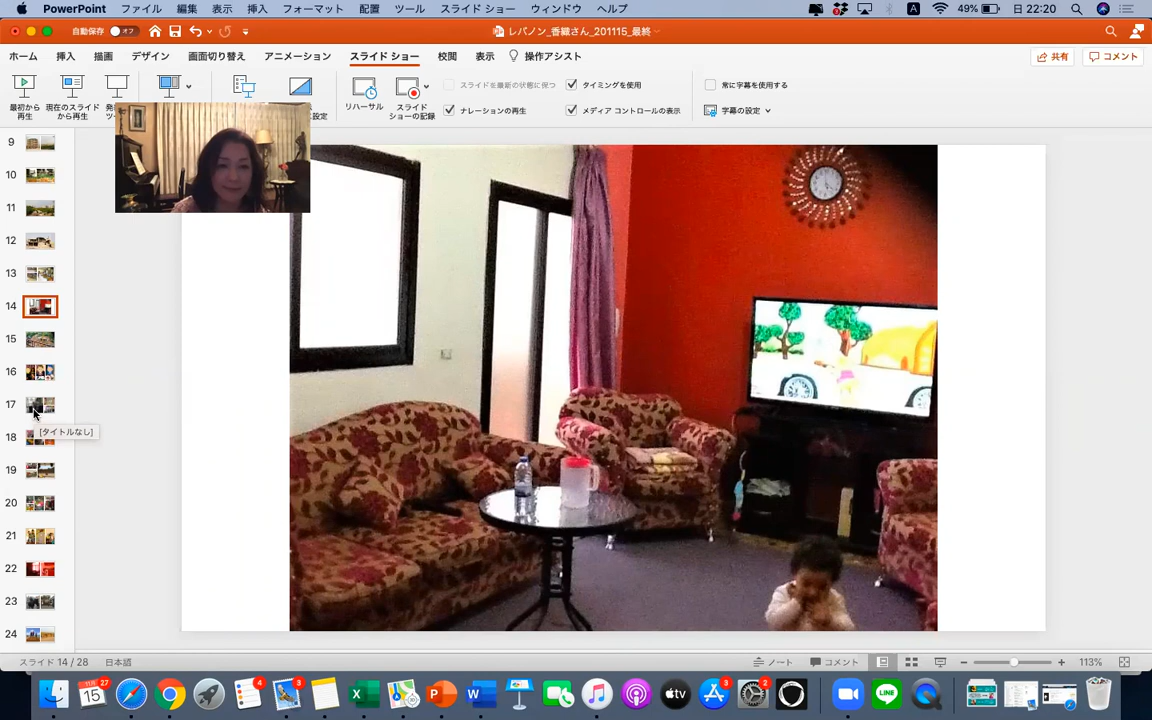 PowerPoint ファイル 編集 表示 挿入 フォーマット 配置 ツール スライド ショー ウィンドウ ヘルプ A 49% 日 22:20
自動保存 オフ レバノン_香織さん_201115_最終
ホーム 挿入 描画 デザイン 画面切り替え アニメーション スライド ショー 校閲 表示 操作アシスト 共有 コメント
最初から
再生
現在のスライド
から再生
リハーサル
スライド
ショーの記録
スライドを最新の状態に保つ
ナレーションの再生
タイミングを使用
メディア コントロールの表示
常に字幕を使用する
字幕の設定
9
10
11
12
13
14
15
16
17
[タイトルなし]
18
19
20
21
22
23
24
スライド 14 / 28 日本語 ノート コメント 113%
27 11月 15 4 3 X P W tv 3 2 LINE